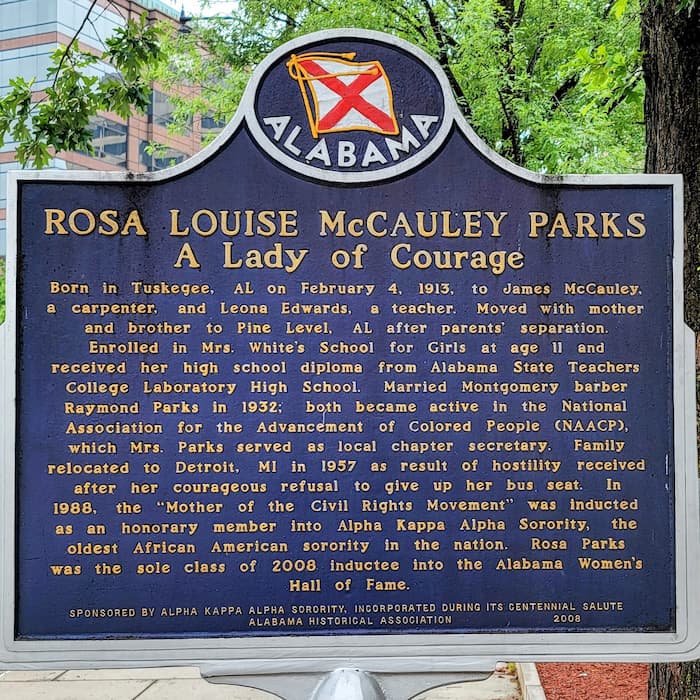 ALABAMA
ROSA LOUISE McCAULEY PARKS
A Lady of Courage
Born in Tuskegee, AL on February 4, 1913, to James McCauley,
a carpenter, and Leona Edwards, a teacher. Moved with mother
and brother to Pine Level, AL after parents' separation.
Enrolled in Mrs. White's School for Girls at age 11 and
received her high school diploma from Alabama State Teachers
College Laboratory High School. Married Montgomery barber
Raymond Parks in 1932; both became active in the National
Association for the Advancement of Colored People (NAACP),
which Mrs. Parks served as local chapter secretary. Family
relocated to Detroit, MI in 1957 as result of hostility received
after her courageous refusal to give up her bus seat. In
1988, the "Mother of the Civil Rights Movement" was inducted
as an honorary member into Alpha Kappa Alpha Sorority, the
oldest African American sorority in the nation. Rosa Parks
was the sole class of 2008 inductee into the Alabama Women's
Hall of Fame.
SPONSORED BY ALPHA KAPPA ALPHA SORORITY, INCORPORATED DURING ITS CENTENNIAL SALUTE
ALABAMA HISTORICAL ASSOCIATION 2008